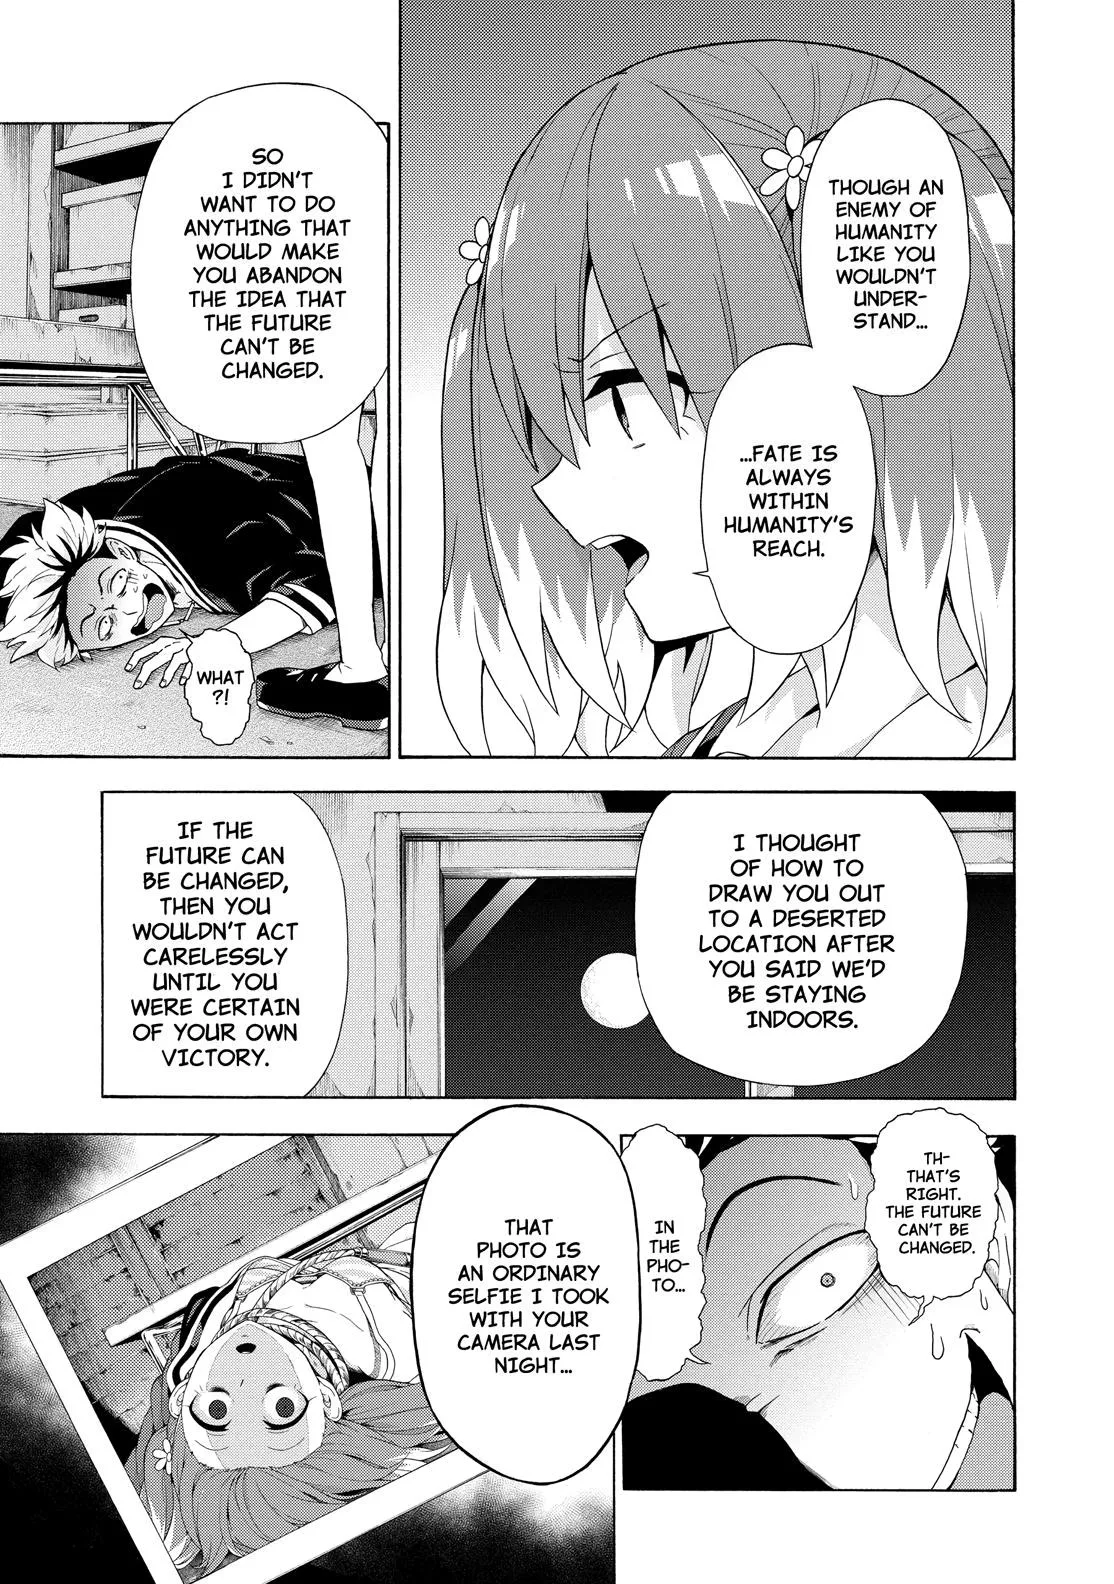 THOUGH AN
ENEMY OF
HUMANITY
LIKE YOU
WOULDN'T
UNDER-
STAND...
...FATE IS
ALWAYS
WITHIN
HUMANITY'S
REACH.
SO
I DIDN'T
WANT TO DO
ANYTHING THAT
WOULD MAKE
YOU ABANDON
THE IDEA THAT
THE FUTURE
CAN'T BE
CHANGED.
WHAT
?!
I THOUGHT
OF HOW TO
DRAW YOU OUT
TO A DESERTED
LOCATION AFTER
YOU SAID WE'D
BE STAYING
INDOORS.
IF THE
FUTURE CAN
BE CHANGED,
THEN YOU
WOULDN'T ACT
CARELESSLY
UNTIL YOU
WERE CERTAIN
OF YOUR OWN
VICTORY.
TH-
THAT'S
RIGHT.
THE FUTURE
CAN'T BE
CHANGED.
IN
THE
PHO-
TO...
THAT
PHOTO IS
AN ORDINARY
SELFIE I TOOK
WITH YOUR
CAMERA LAST
NIGHT...